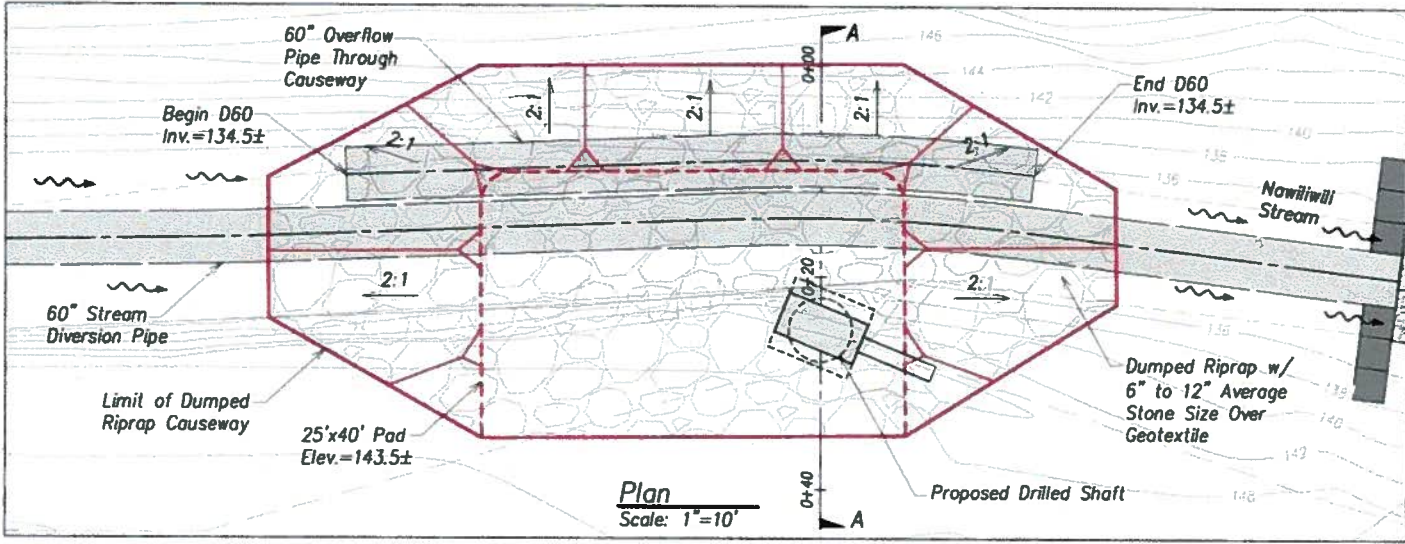 60" Overflow
Pipe Through
Causeway
A
0+00
146
144
142
140
138
136
End D60
Inv.=134.5±
Begin D60
Inv.=134.5±
2:1
2:1
2:1
2:1
2:1
Nawiliwili
Stream
2:1
2:1
0+20
60" Stream
Diversion Pipe
138
Limit of Dumped
Riprap Causeway
25'x40' Pad
Elev.=143.5±
Dumped Riprap w/
6" to 12" Average
Stone Size Over
Geotextile
140
Plan
Scale: 1"=10'
0+40
A
Proposed Drilled Shaft